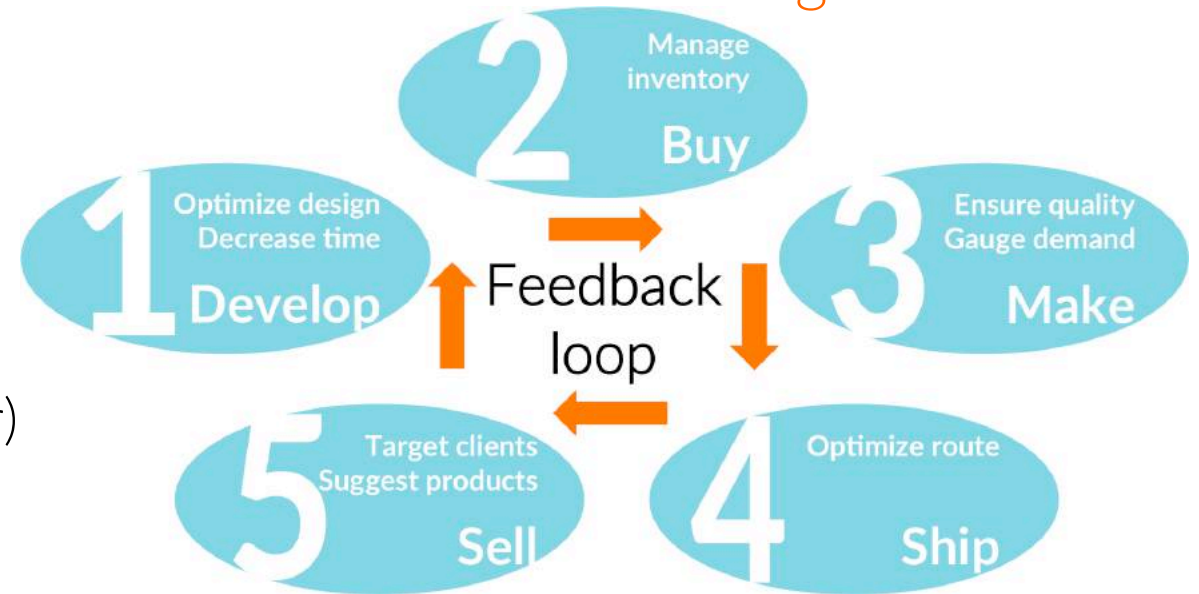 1
Optimize design
Decrease time
Develop
2
Manage
inventory
Buy
3
Ensure quality
Gauge demand
Make
4
Optimize route
Ship
5
Target clients
Suggest products
Sell
Feedback
loop